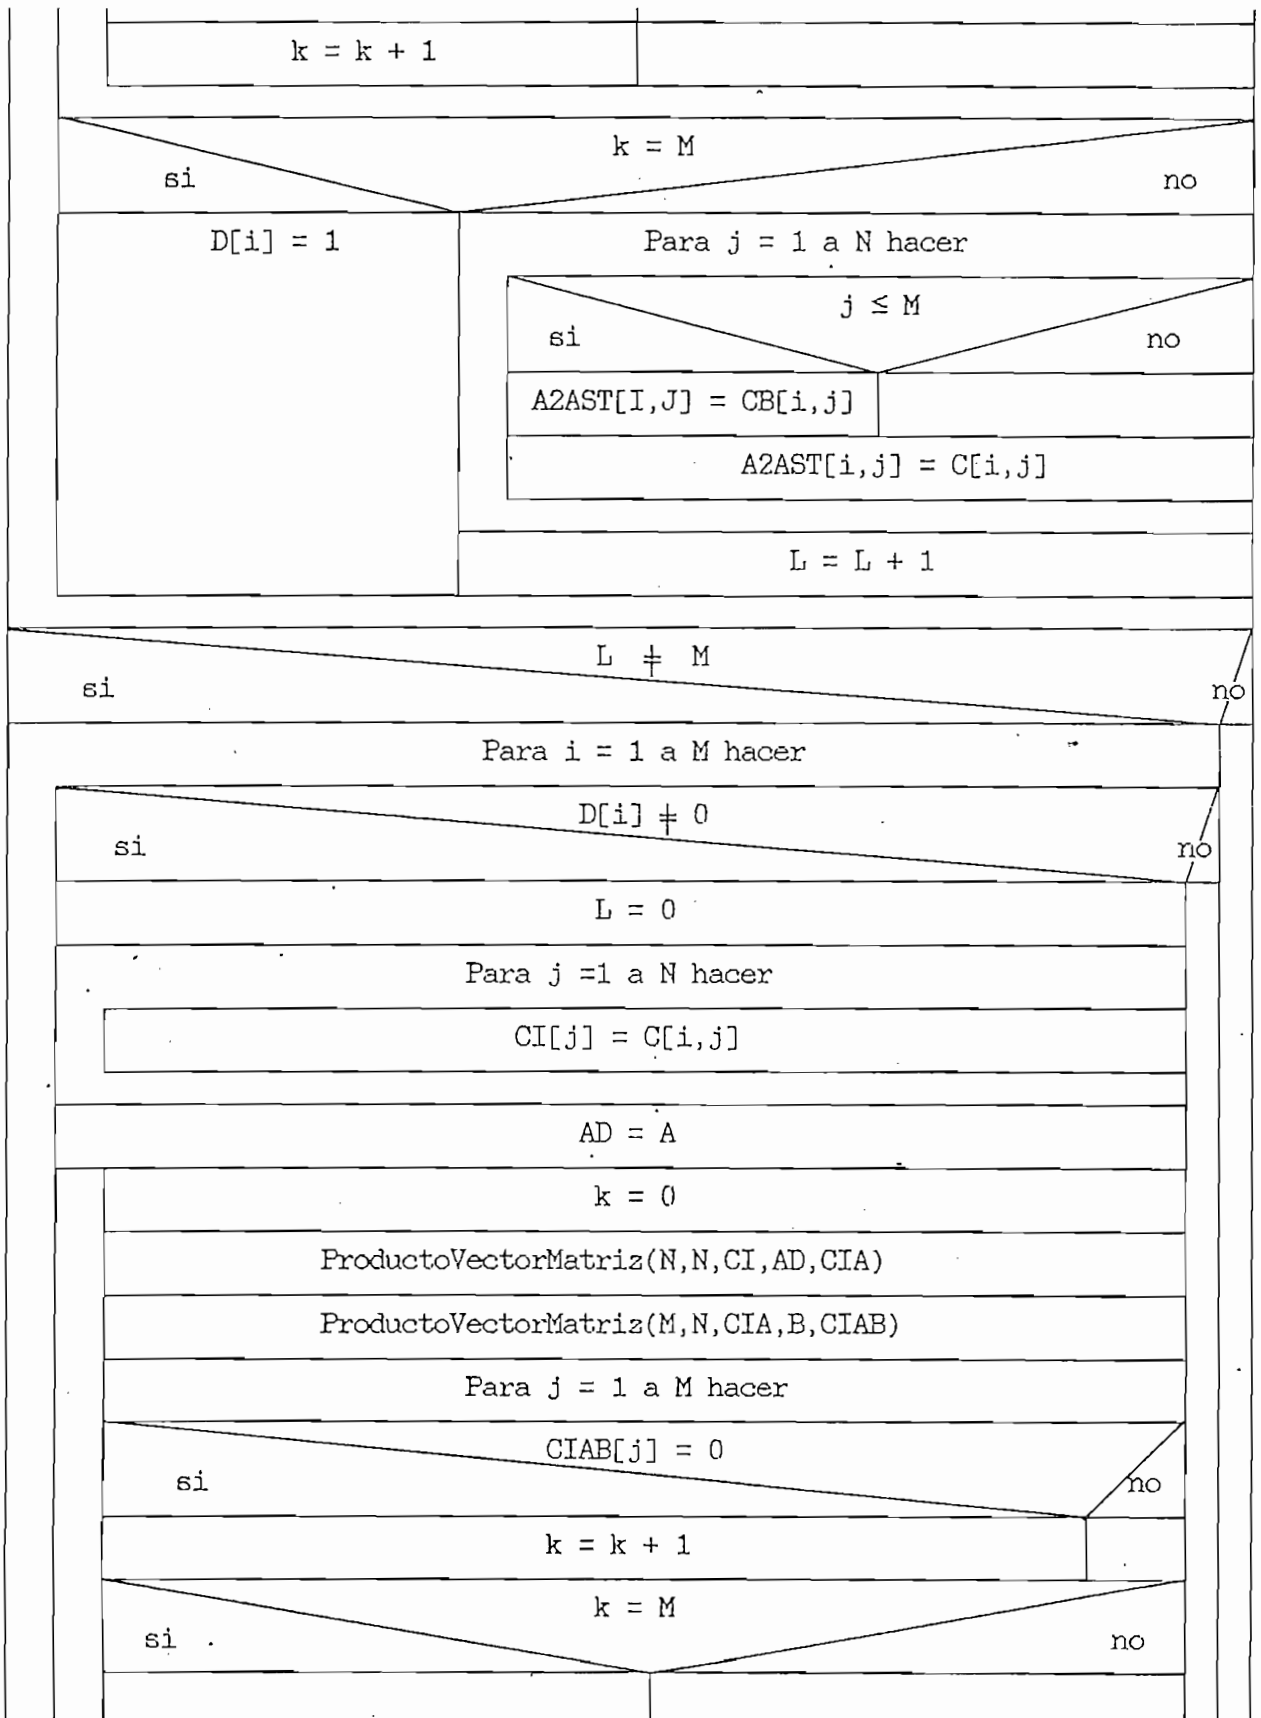 k = k + 1
k = M
si
no
D[i] = 1
Para j = 1 a N hacer
j ≤ M
si
no
A2AST[I,J] = CB[i,j]
A2AST[i,j] = C[i,j]
L = L + 1
L ≠ M
si
no
Para i = 1 a M hacer
D[i] ≠ 0
si
no
L = 0
Para j =1 a N hacer
CI[j] = C[i,j]
AD = A
k = 0
ProductoVectorMatriz(N,N,CI,AD,CIA)
ProductoVectorMatriz(M,N,CIA,B,CIAB)
Para j = 1 a M hacer
CIAB[j] = 0
si
no
k = k + 1
k = M
si
no